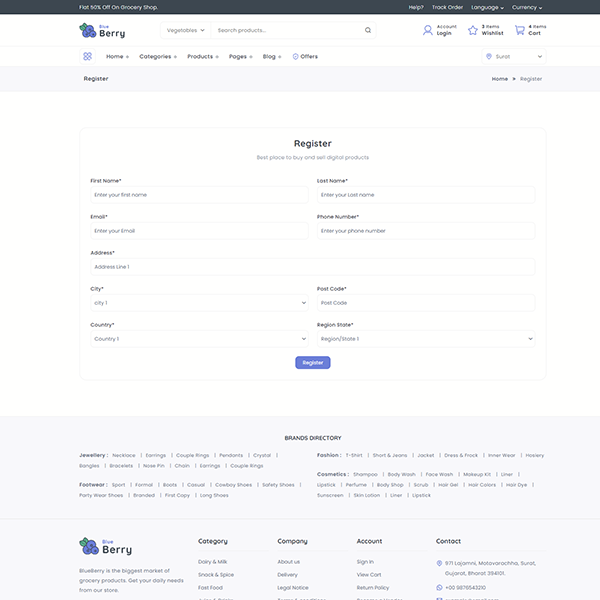 Flat 50% Off On Grocery Shop. Help? Track Order Language Currency
Blue Berry Vegetables Search products... Account Login 3 Items Wishlist 4 Items Cart
Home Categories Products Pages Blog Offers Surat
Register Home » Register
Register
Best place to buy and sell digital products
First Name* Last Name*
Enter your first name Enter your Last name
Email* Phone Number*
Enter your Email Enter your phone number
Address*
Address Line 1
City* Post Code*
city 1 Post Code
Country* Region State*
Country 1 Region/State 1
Register
BRANDS DIRECTORY
Jewellery : Necklace | Earrings | Couple Rings | Pendants | Crystal |
Bangles | Bracelets | Nose Pin | Chain | Earrings | Couple Rings
Footwear : Sport | Formal | Boots | Casual | Cowboy Shoes | Safety Shoes |
Party Wear Shoes | Branded | First Copy | Long Shoes
Fashion : T-Shirt | Short & Jeans | Jacket | Dress & Frock | Inner Wear | Hosiery
Cosmetics : Shampoo | Body Wash | Face Wash | Makeup Kit | Liner |
Lipstick | Perfume | Body Shop | Scrub | Hair Gel | Hair Colors | Hair Dye |
Sunscreen | Skin Lotion | Liner | Lipstick
Blue Berry
BlueBerry is the biggest market of
grocery products. Get your daily needs
from our store.
Category
Dairy & Milk
Snack & Spice
Fast Food
Company
About us
Delivery
Legal Notice
Account
Sign In
View Cart
Return Policy
Contact
971 Lajamni, Motavarachha, Surat,
Gujarat, Bharat 394101.
+00 9876543210